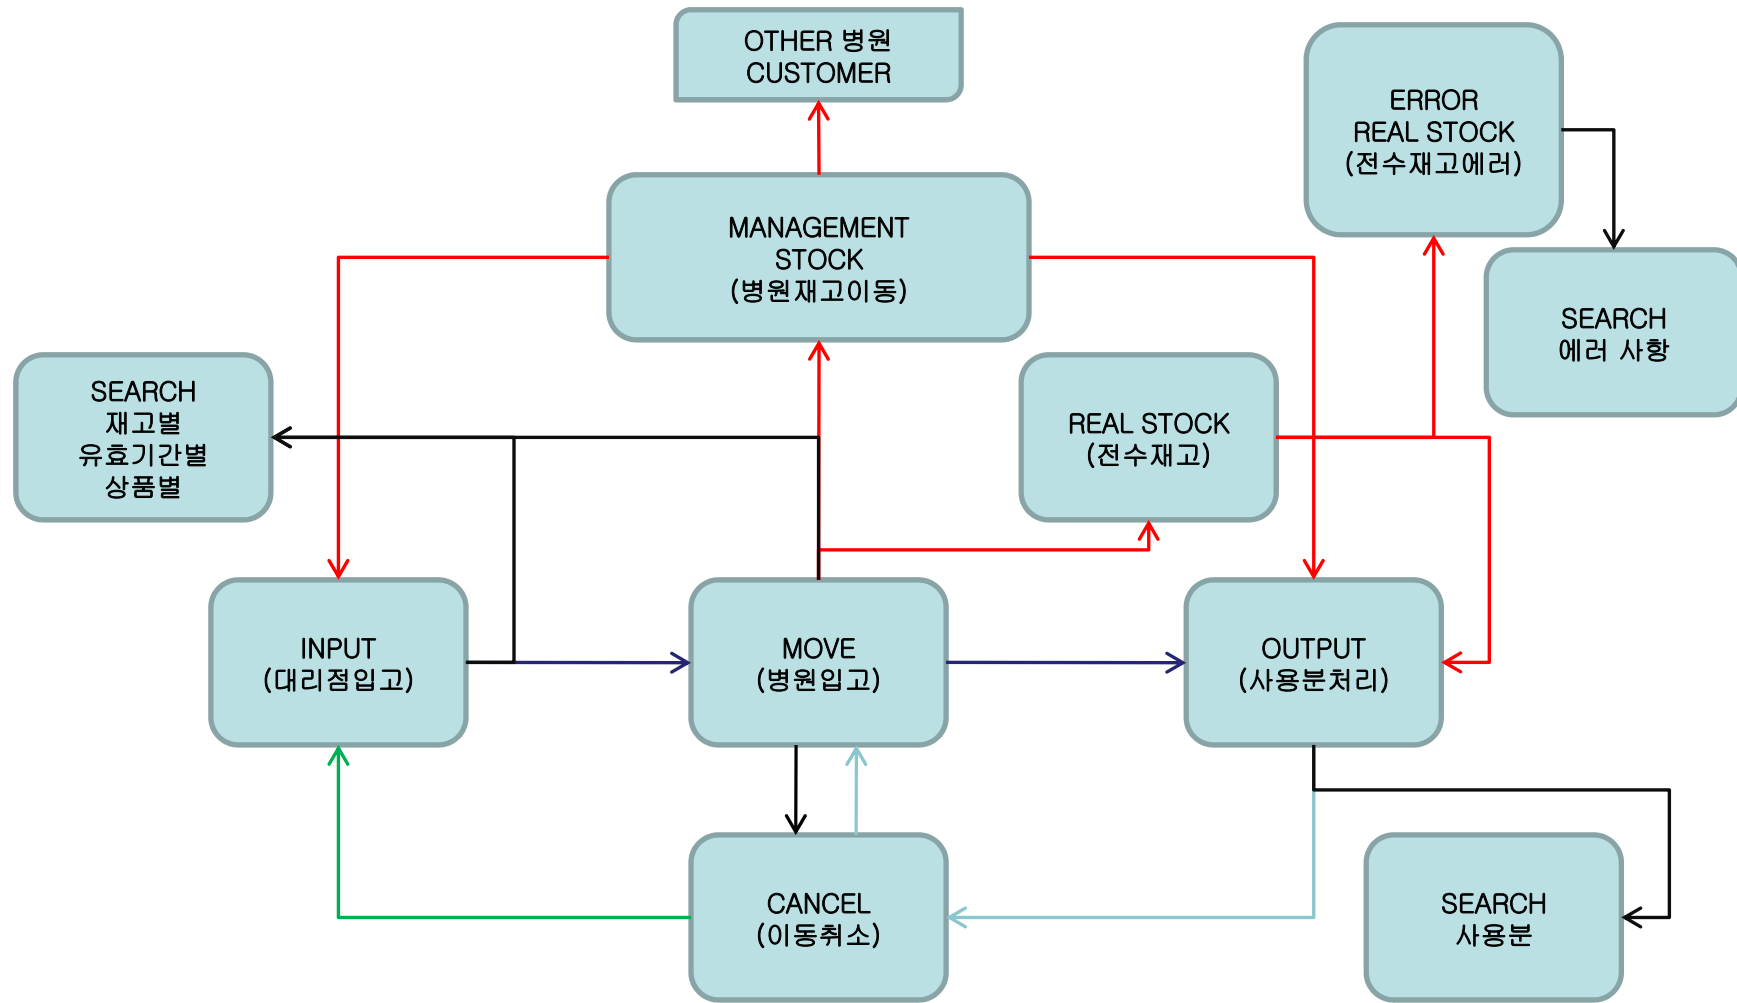 OTHER 병원
CUSTOMER
ERROR
REAL STOCK
(전수재고에러)
MANAGEMENT
STOCK
(병원재고이동)
SEARCH
에러 사항
SEARCH
재고별
유효기간별
상품별
REAL STOCK
(전수재고)
INPUT
(대리점입고)
MOVE
(병원입고)
OUTPUT
(사용분처리)
CANCEL
(이동취소)
SEARCH
사용분